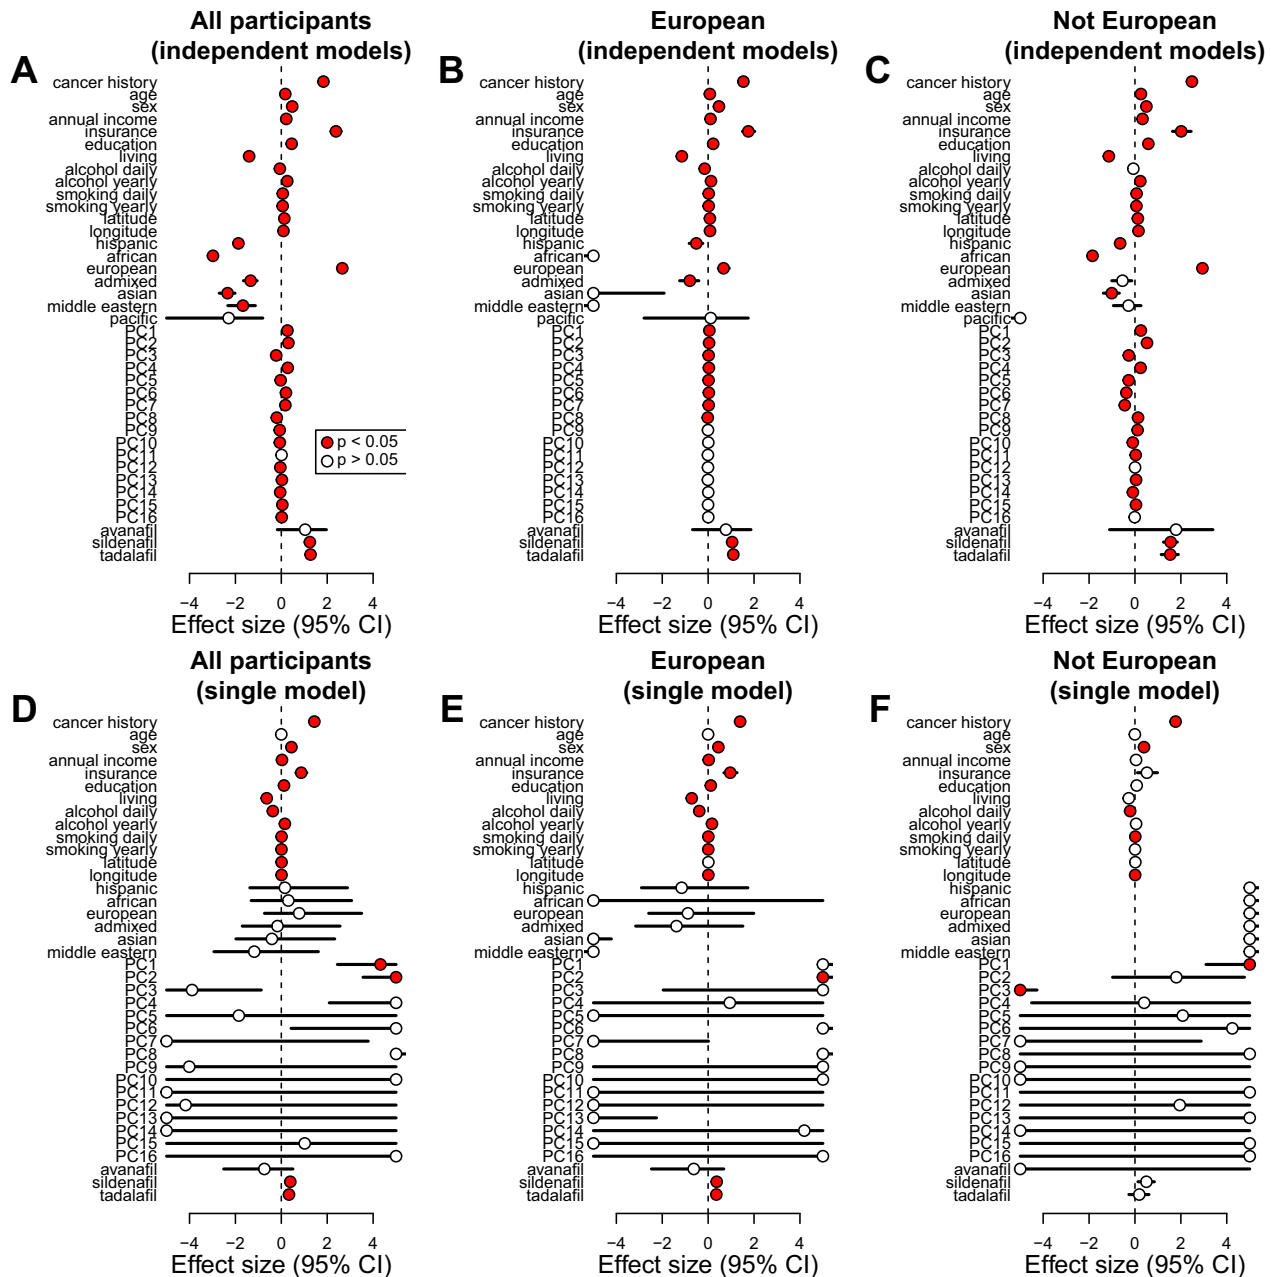 All participants
(independent models)
A
cancer history
age
sex
annual income
insurance
education
living
alcohol daily
alcohol yearly
smoking daily
smoking yearly
latitude
longitude
hispanic
african
european
admixed
asian
middle eastern
pacific
PC1
PC2
PC3
PC4
PC5
PC6
PC7
PC8
PC9
PC10
PC11
PC12
PC13
PC14
PC15
PC16
avanafil
sildenafil
tadalafil
p < 0.05
p > 0.05
−4 −2 0 2 4
Effect size (95% CI)
European
(independent models)
B
cancer history
age
sex
annual income
insurance
education
living
alcohol daily
alcohol yearly
smoking daily
smoking yearly
latitude
longitude
hispanic
african
european
admixed
asian
middle eastern
pacific
PC1
PC2
PC3
PC4
PC5
PC6
PC7
PC8
PC9
PC10
PC11
PC12
PC13
PC14
PC15
PC16
avanafil
sildenafil
tadalafil
−4 −2 0 2 4
Effect size (95% CI)
Not European
(independent models)
C
cancer history
age
sex
annual income
insurance
education
living
alcohol daily
alcohol yearly
smoking daily
smoking yearly
latitude
longitude
hispanic
african
european
admixed
asian
middle eastern
pacific
PC1
PC2
PC3
PC4
PC5
PC6
PC7
PC8
PC9
PC10
PC11
PC12
PC13
PC14
PC15
PC16
avanafil
sildenafil
tadalafil
−4 −2 0 2 4
Effect size (95% CI)
All participants
(single model)
D
cancer history
age
sex
annual income
insurance
education
living
alcohol daily
alcohol yearly
smoking daily
smoking yearly
latitude
longitude
hispanic
african
european
admixed
asian
middle eastern
PC1
PC2
PC3
PC4
PC5
PC6
PC7
PC8
PC9
PC10
PC11
PC12
PC13
PC14
PC15
PC16
avanafil
sildenafil
tadalafil
−4 −2 0 2 4
Effect size (95% CI)
European
(single model)
E
cancer history
age
sex
annual income
insurance
education
living
alcohol daily
alcohol yearly
smoking daily
smoking yearly
latitude
longitude
hispanic
african
european
admixed
asian
middle eastern
PC1
PC2
PC3
PC4
PC5
PC6
PC7
PC8
PC9
PC10
PC11
PC12
PC13
PC14
PC15
PC16
avanafil
sildenafil
tadalafil
−4 −2 0 2 4
Effect size (95% CI)
Not European
(single model)
F
cancer history
age
sex
annual income
insurance
education
living
alcohol daily
alcohol yearly
smoking daily
smoking yearly
latitude
longitude
hispanic
african
european
admixed
asian
middle eastern
PC1
PC2
PC3
PC4
PC5
PC6
PC7
PC8
PC9
PC10
PC11
PC12
PC13
PC14
PC15
PC16
avanafil
sildenafil
tadalafil
−4 −2 0 2 4
Effect size (95% CI)